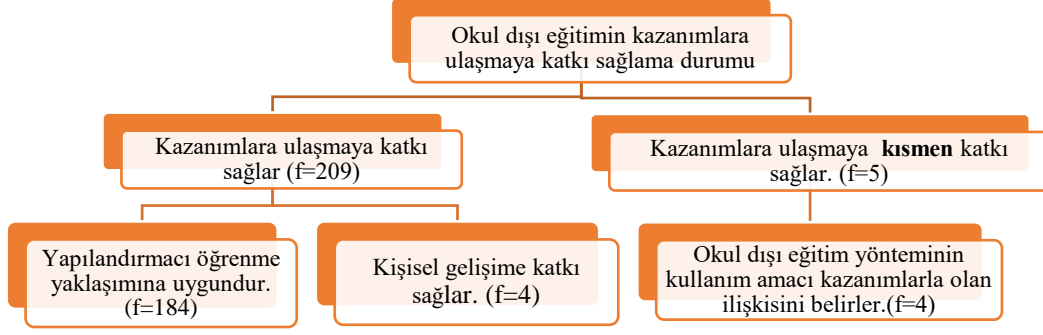 Okul dışı eğitimin kazanımlara
ulaşmaya katkı sağlama durumu
Kazanımlara ulaşmaya katkı
sağlar (f=209)
Kazanımlara ulaşmaya kısmen katkı
sağlar. (f=5)
Yapılandırmacı öğrenme
yaklaşımına uygundur.
(f=184)
Kişisel gelişime katkı
sağlar. (f=4)
Okul dışı eğitim yönteminin
kullanım amacı kazanımlarla olan
ilişkisini belirler.(f=4)